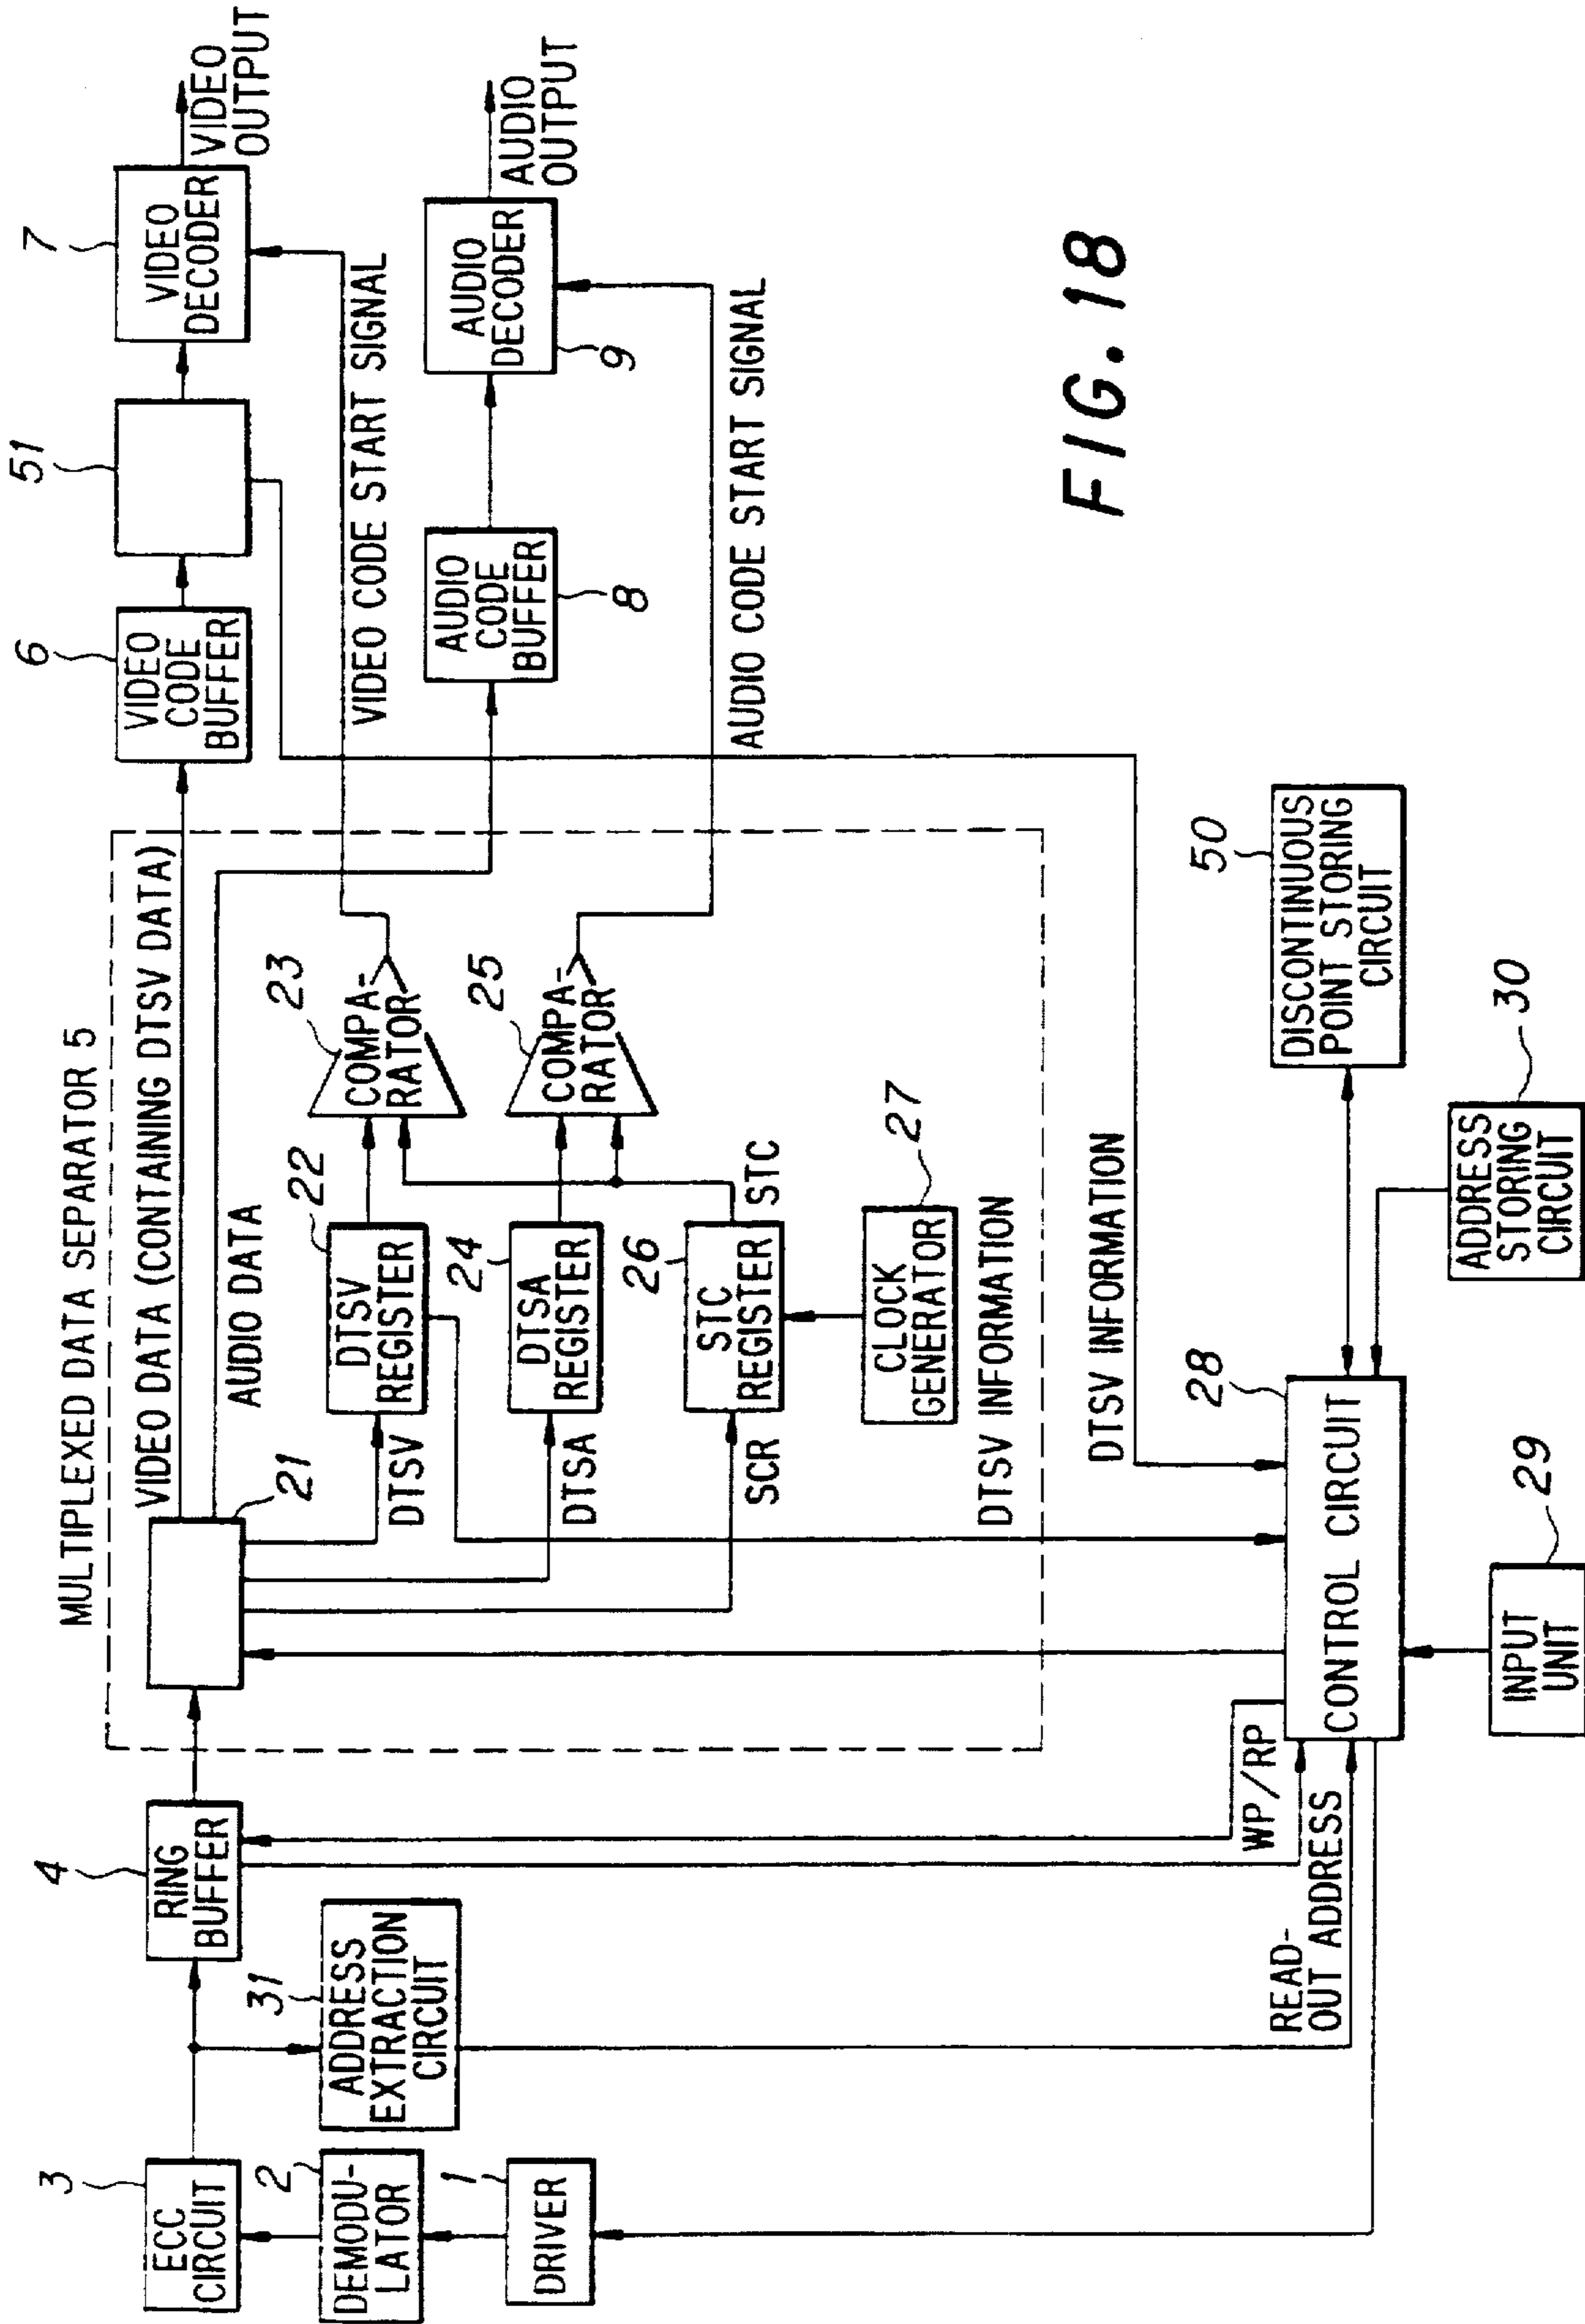 3
ECC
CIRCUIT
2
DEMODU-
LATOR
1
DRIVER
31
ADDRESS
EXTRACTION
CIRCUIT
4
RING
BUFFER
READ-
OUT ADDRESS
WP/RP
MULTIPLEXED DATA SEPARATOR 5
21
VIDEO DATA (CONTAINING DTSV DATA)
AUDIO DATA
DTSV
DTSA
SCR
22
DTSV
REGISTER
24
DTSA
REGISTER
26
STC
REGISTER
STC
27
CLOCK
GENERATOR
23
COMPA-
RATOR
25
COMPA-
RATOR
DTSV INFORMATION
DTSV INFORMATION
28
CONTROL CIRCUIT
29
INPUT
UNIT
30
ADDRESS
STORING
CIRCUIT
50
DISCONTINUOUS
POINT STORING
CIRCUIT
6
VIDEO
CODE
BUFFER
51
7
VIDEO
DECODER
VIDEO
OUTPUT
VIDEO CODE START SIGNAL
8
AUDIO
CODE
BUFFER
9
AUDIO
DECODER
AUDIO
OUTPUT
AUDIO CODE START SIGNAL
FIG. 18